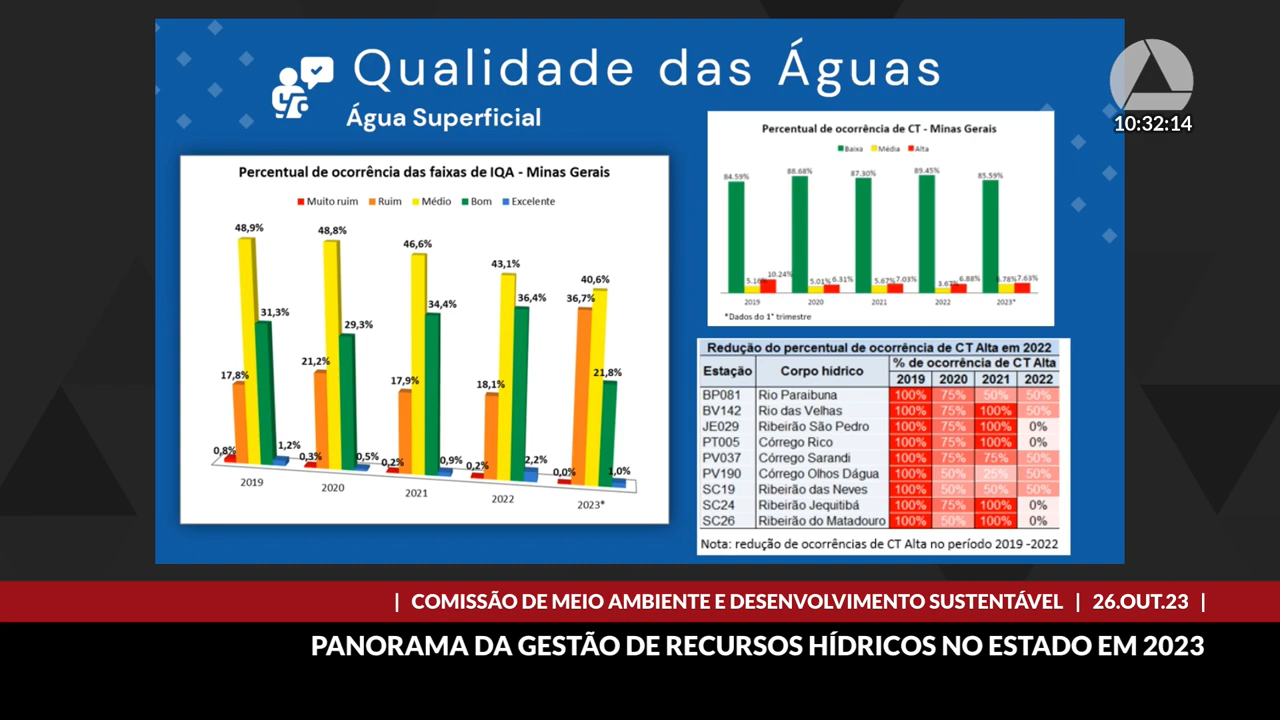 Qualidade das Águas
Água Superficial
10:32:14
Percentual de ocorrência das faixas de IQA - Minas Gerais
Muito ruim Ruim Médio Bom Excelente
48,9% 48,8% 46,6% 43,1% 40,6%
36,7%
31,3% 29,3% 34,4% 36,4%
17,8% 21,2% 17,9% 18,1% 21,8%
0,8% 1,2% 0,3% 0,5% 0,2% 0,9% 0,2% 2,2% 0,0% 1,0%
2019 2020 2021 2022 2023*
Percentual de ocorrência de CT - Minas Gerais
Baixa Média Alta
84.59% 88.68% 87.30% 89.45% 85.59%
10.24% 5.01% 6.31% 5.67% 7.03% 6.88% 6.78% 7.63%
2019 2020 2021 2022 2023*
*Dados do 1° trimestre
Redução do percentual de ocorrência de CT Alta em 2022
Estação Corpo hídrico % de ocorrência de CT Alta
2019 2020 2021 2022
BP081 Rio Paraibuna 100% 75% 50% 50%
BV142 Rio das Velhas 100% 75% 100% 50%
JE029 Ribeirão São Pedro 100% 75% 100% 0%
PT005 Córrego Rico 100% 75% 100% 0%
PV037 Córrego Sarandi 100% 75% 75% 50%
PV190 Córrego Olhos Dágua 100% 50% 25% 50%
SC19 Ribeirão das Neves 100% 50% 50% 50%
SC24 Ribeirão Jequitibá 100% 75% 100% 0%
SC26 Ribeirão do Matadouro 100% 50% 100% 0%
Nota: redução de ocorrências de CT Alta no período 2019 -2022
| COMISSÃO DE MEIO AMBIENTE E DESENVOLVIMENTO SUSTENTÁVEL | 26.OUT.23 |
PANORAMA DA GESTÃO DE RECURSOS HÍDRICOS NO ESTADO EM 2023